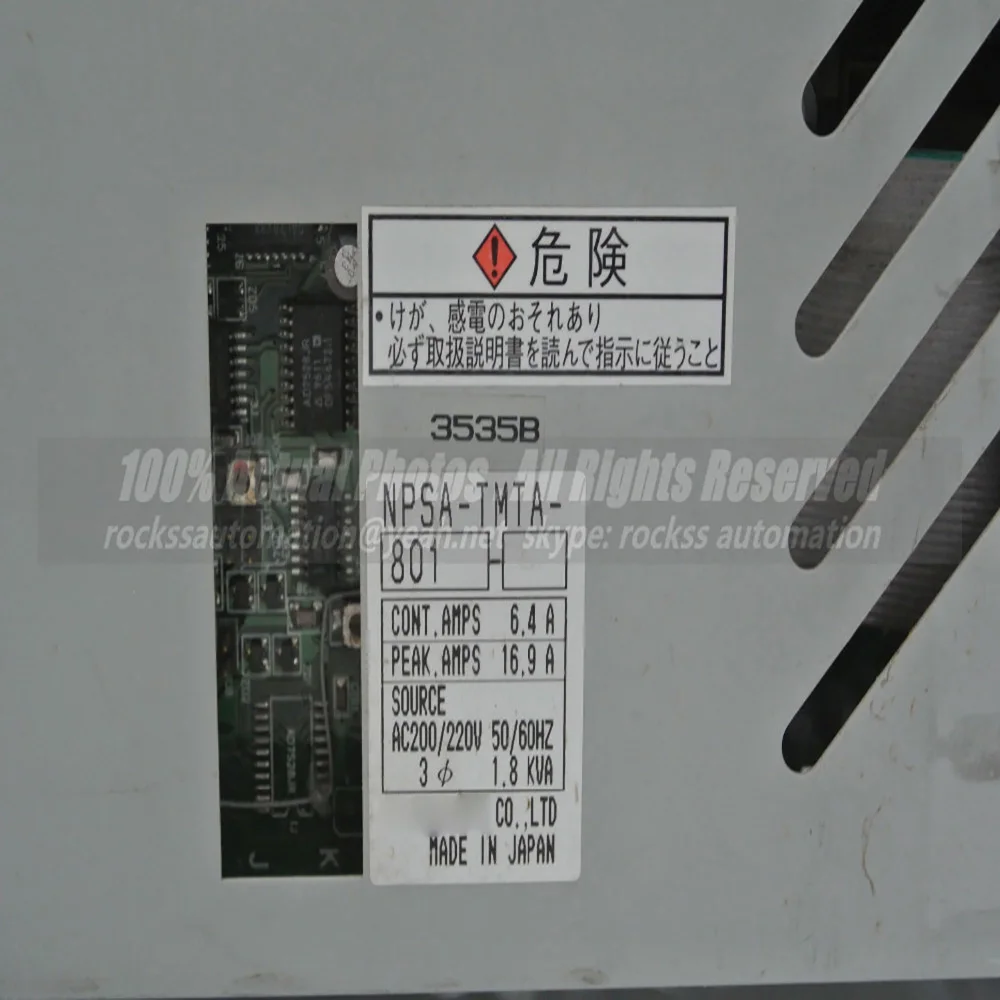 危険
・けが、感電のおそれあり
必ず取扱説明書を読んで指示に従うこと
3535B
100% Actual Photos All Rights Reserved
rockssautomation@yeah.net skype: rockss automation
NPSA-TMTA-
801 -
CONT.AMPS 6.4 A
PEAK.AMPS 16.9 A
SOURCE
AC200/220V 50/60HZ
3 φ 1.8 KVA
CO.,LTD
MADE IN JAPAN
J K